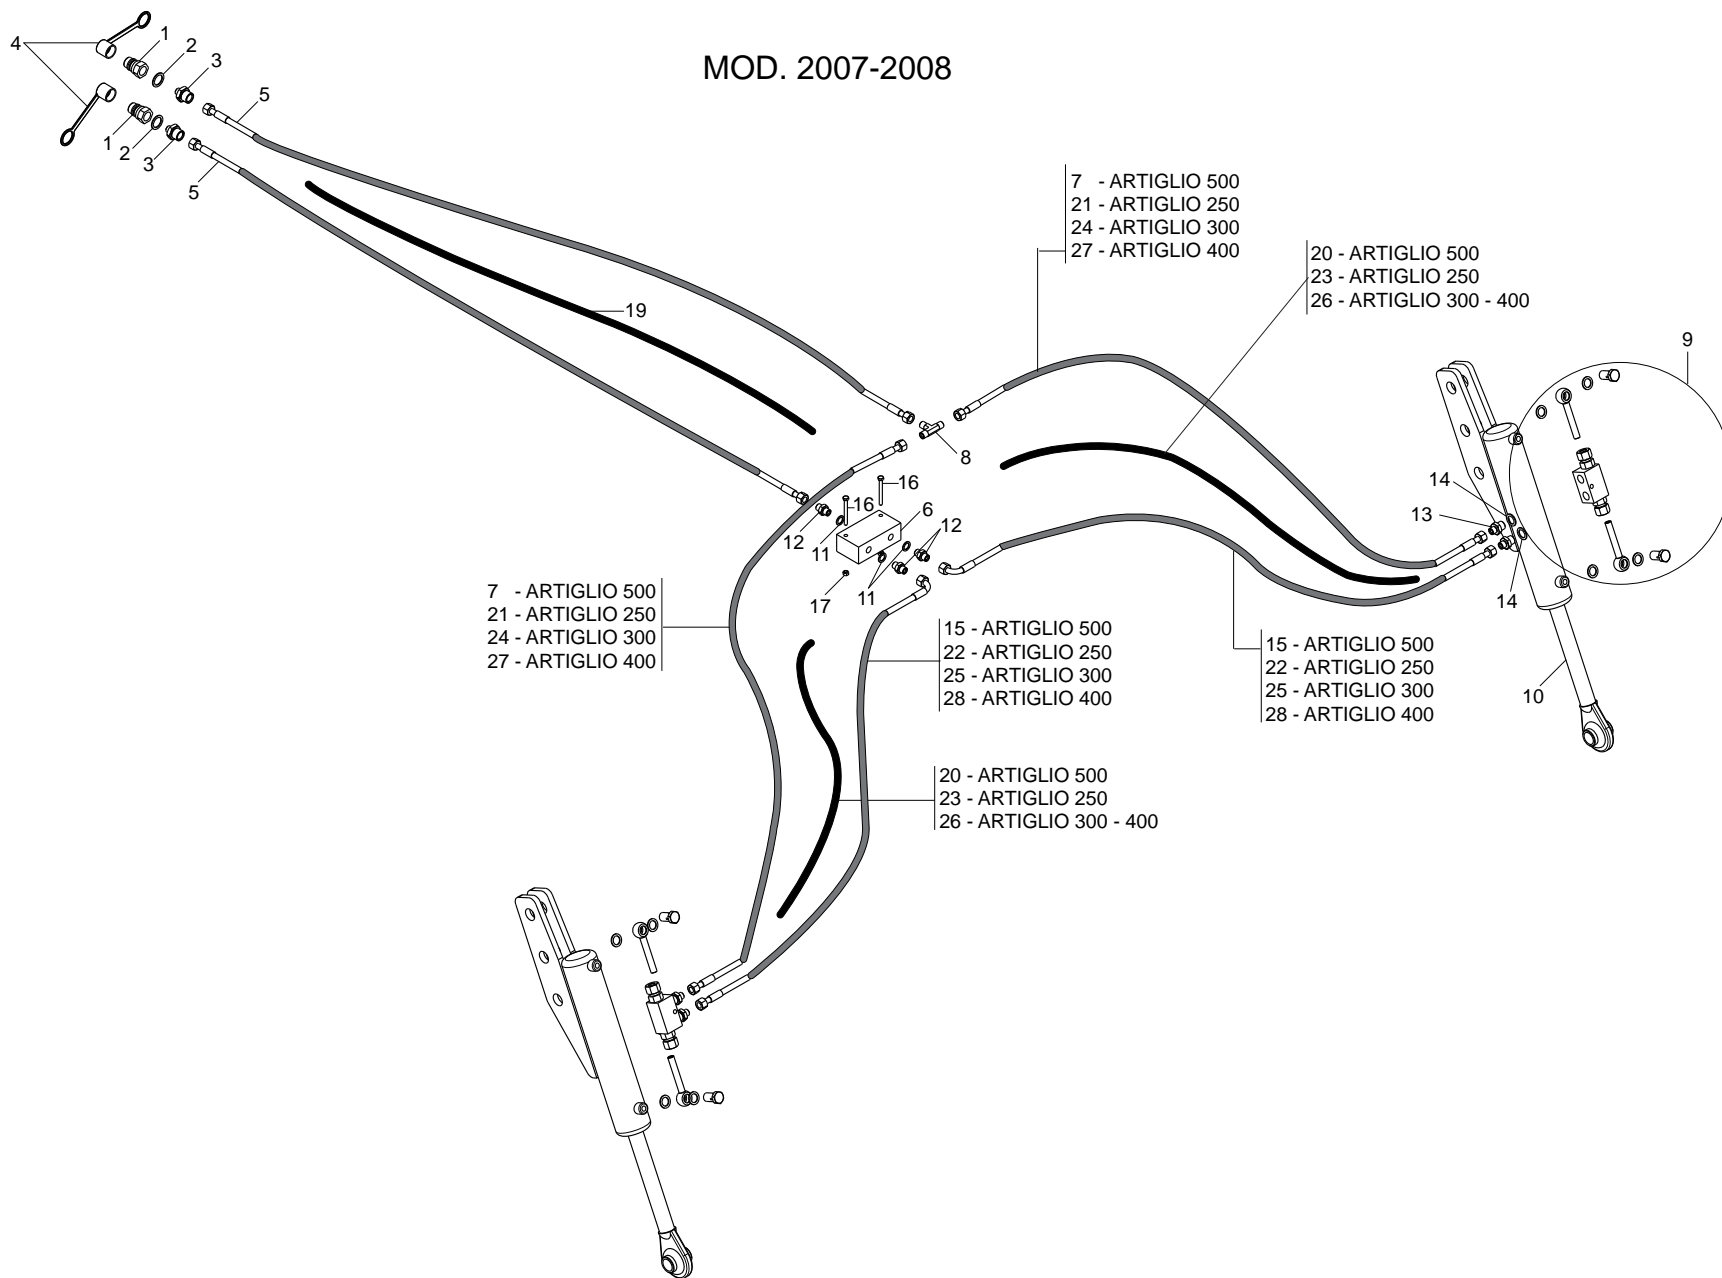 MOD. 2007-2008
4
1
2
3
5
1
2
3
5
19
7 - ARTIGLIO 500
21 - ARTIGLIO 250
24 - ARTIGLIO 300
27 - ARTIGLIO 400
20 - ARTIGLIO 500
23 - ARTIGLIO 250
26 - ARTIGLIO 300 - 400
9
8
16
16
6
12
12
11
17
11
14
13
14
10
7 - ARTIGLIO 500
21 - ARTIGLIO 250
24 - ARTIGLIO 300
27 - ARTIGLIO 400
15 - ARTIGLIO 500
22 - ARTIGLIO 250
25 - ARTIGLIO 300
28 - ARTIGLIO 400
15 - ARTIGLIO 500
22 - ARTIGLIO 250
25 - ARTIGLIO 300
28 - ARTIGLIO 400
20 - ARTIGLIO 500
23 - ARTIGLIO 250
26 - ARTIGLIO 300 - 400